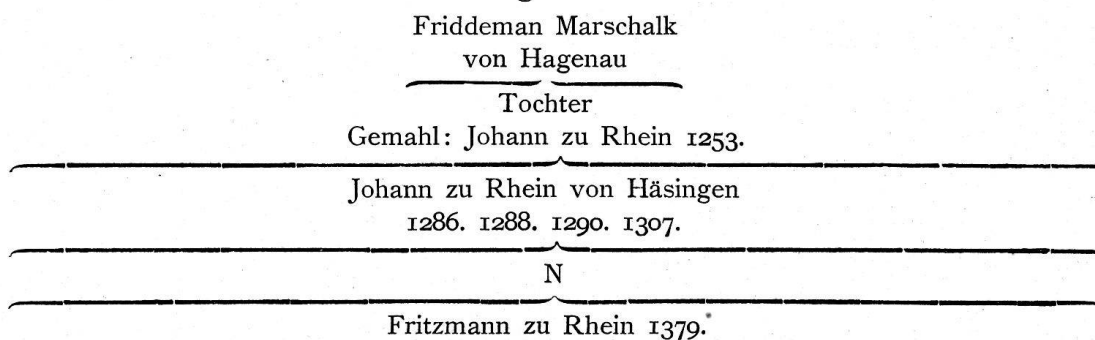 Friddeman Marschalk
von Hagenau
Tochter
Gemahl: Johann zu Rhein 1253.
Johann zu Rhein von Häsingen
1286. 1288. 1290. 1307.
N
Fritzmann zu Rhein 1379.